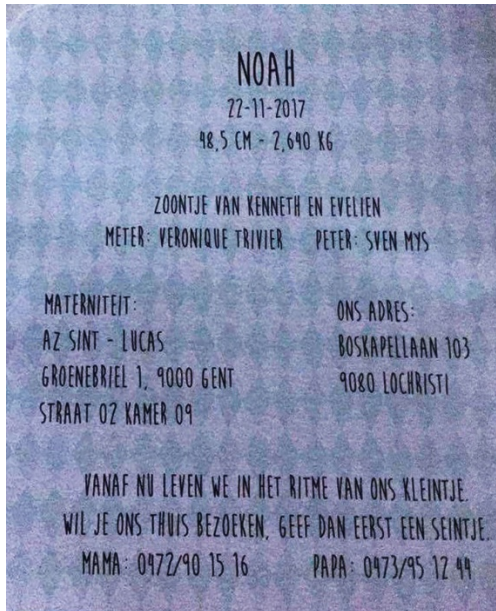 NOAH
22-11-2017
48,5 CM - 2,640 KG
ZOONTJE VAN KENNETH EN EVELIEN
METER: VERONIQUE TRIVIER PETER: SVEN MYS
MATERNITEIT:
AZ SINT - LUCAS
GROENEBRIEL 1, 9000 GENT
STRAAT 02 KAMER 09
ONS ADRES:
BOSKAPELLAAN 103
9080 LOCHRISTI
VANAF NU LEVEN WE IN HET RITME VAN ONS KLEINTJE.
WIL JE ONS THUIS BEZOEKEN, GEEF DAN EERST EEN SEINTJE.
MAMA: 0472/90 15 16 PAPA: 0473/95 12 44